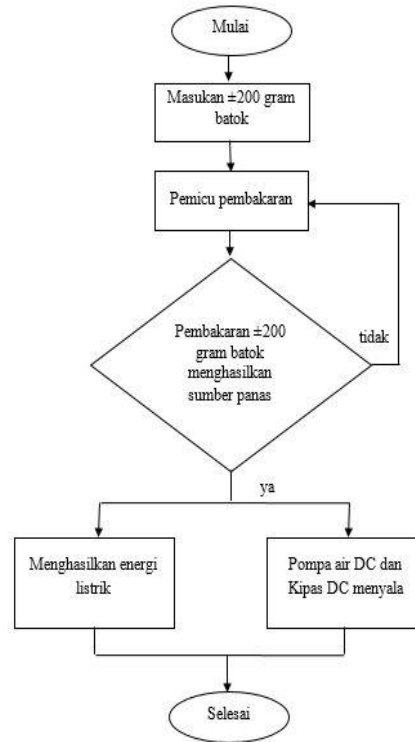 Mulai
Masukan ±200 gram
batok
Pemicu pembakaran
Pembakaran ±200
gram batok
menghasilkan
sumber panas
tidak
ya
Menghasilkan energi
listrik
Pompa air DC dan
Kipas DC menyala
Selesai